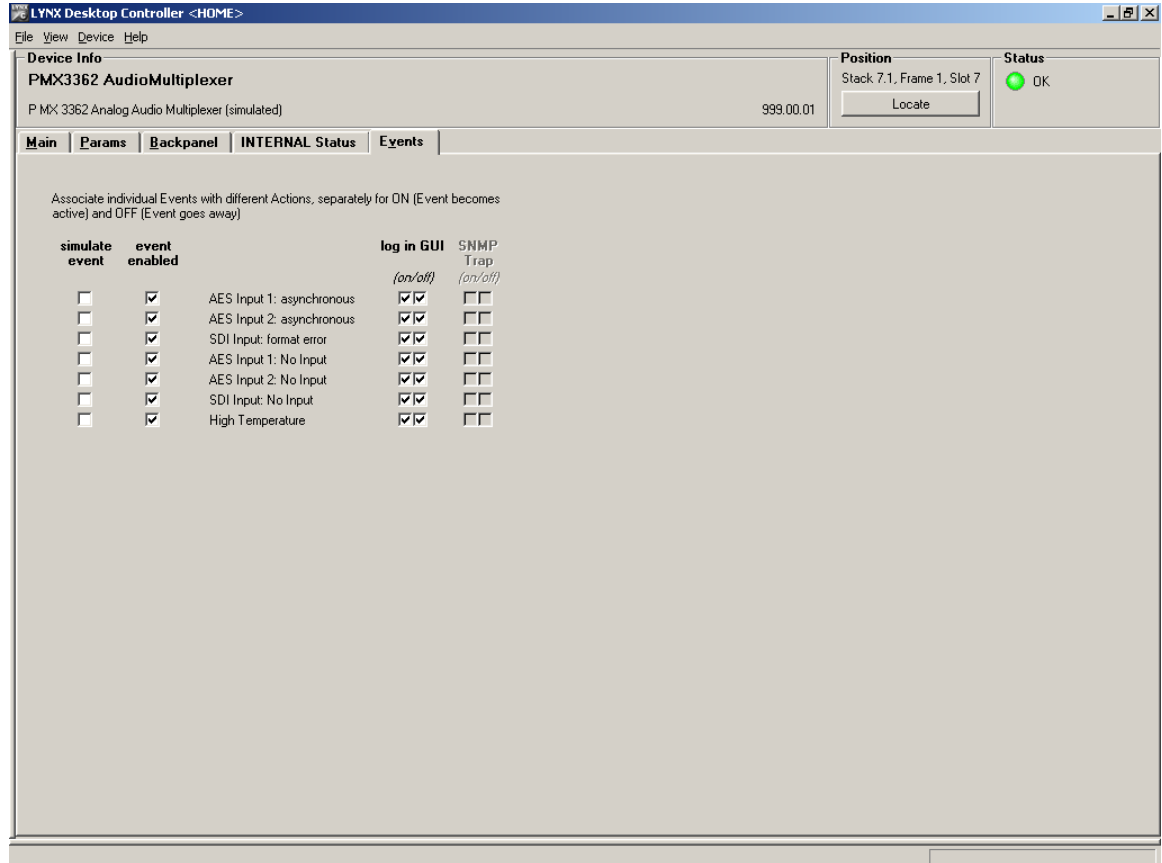 LYNX Desktop Controller <HOME>
File View Device Help
Device Info
PMX3362 AudioMultiplexer
P MX 3362 Analog Audio Multiplexer (simulated) 999.00.01
Position
Stack 7.1, Frame 1, Slot 7
Locate
Status
OK
Main Params Backpanel INTERNAL Status Events
Associate individual Events with different Actions, separately for ON (Event becomes
active) and OFF (Event goes away)
simulate event log in GUI SNMP
event enabled Trap
(on/off) (on/off)
AES Input 1: asynchronous
AES Input 2: asynchronous
SDI Input: format error
AES Input 1: No Input
AES Input 2: No Input
SDI Input: No Input
High Temperature